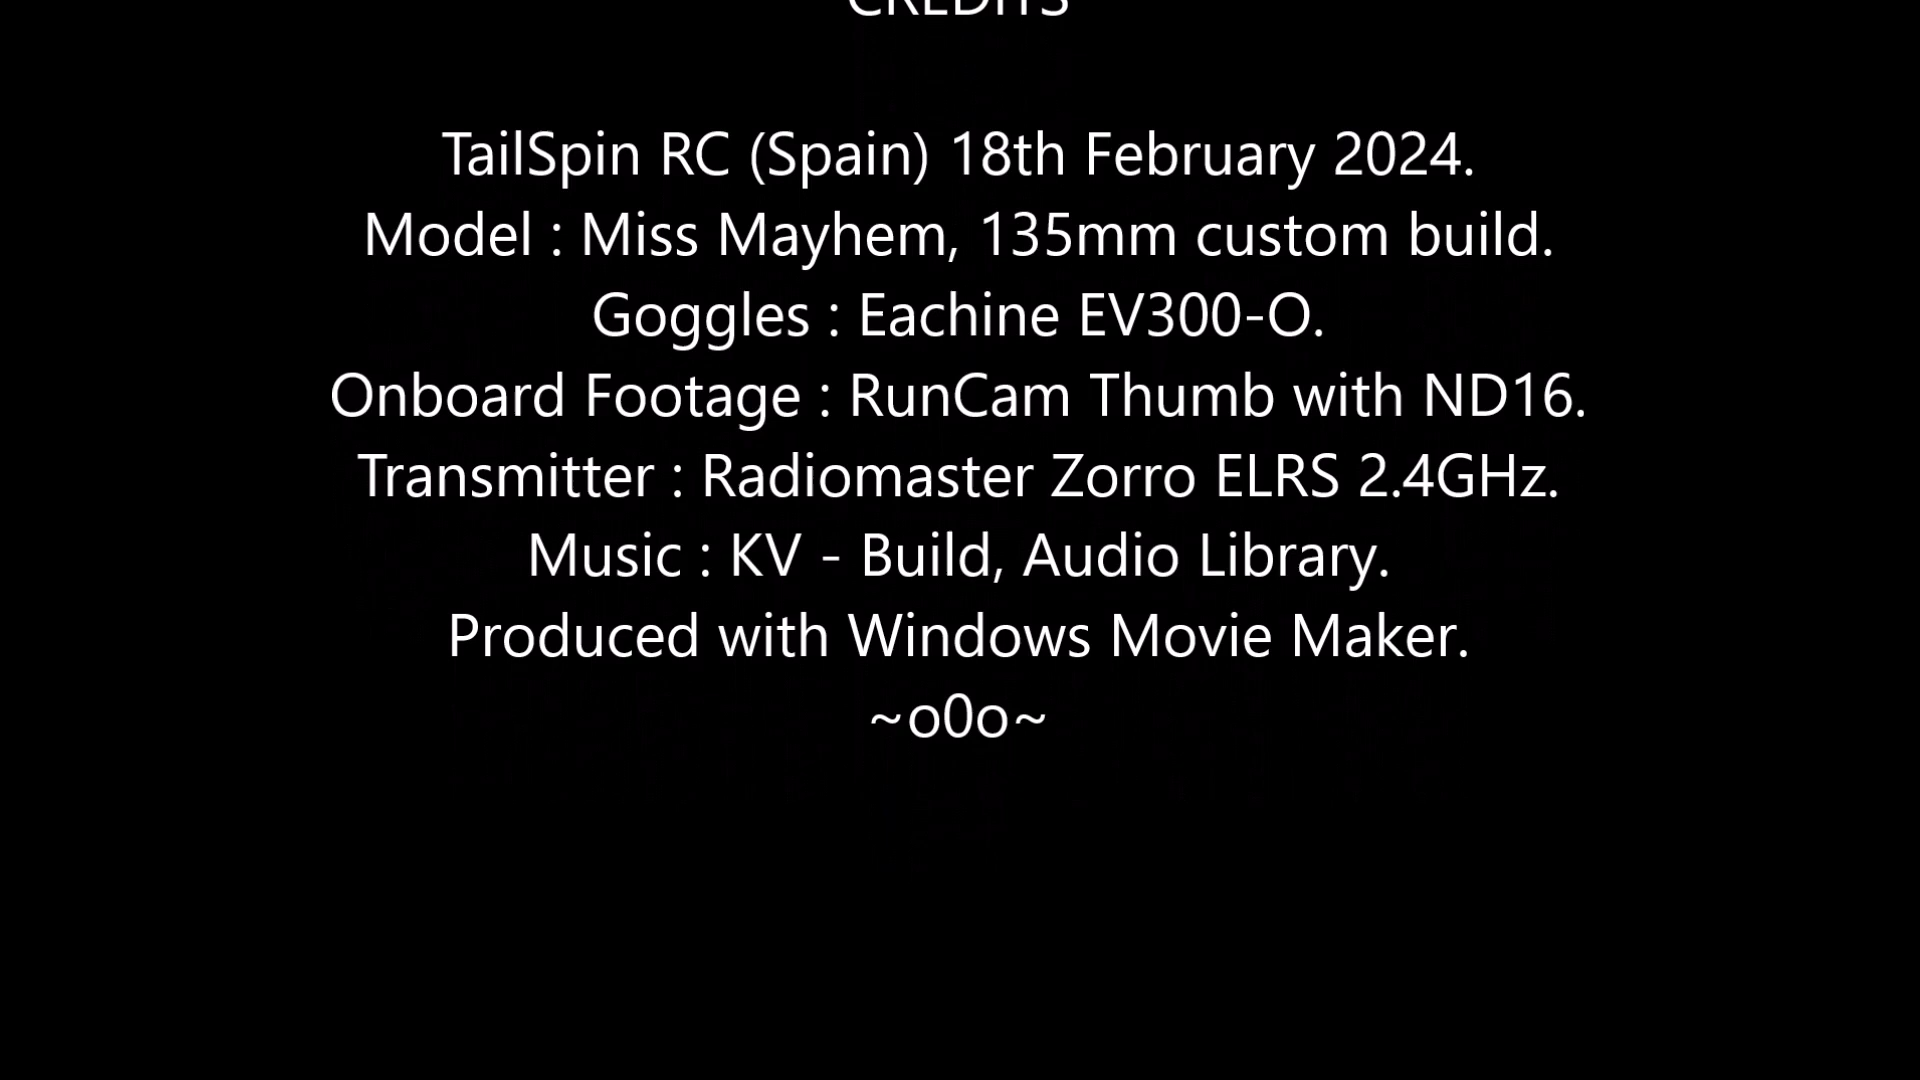 CREDITS
TailSpin RC (Spain) 18th February 2024.
Model : Miss Mayhem, 135mm custom build.
Goggles : Eachine EV300-O.
Onboard Footage : RunCam Thumb with ND16.
Transmitter : Radiomaster Zorro ELRS 2.4GHz.
Music : KV - Build, Audio Library.
Produced with Windows Movie Maker.
~o0o~